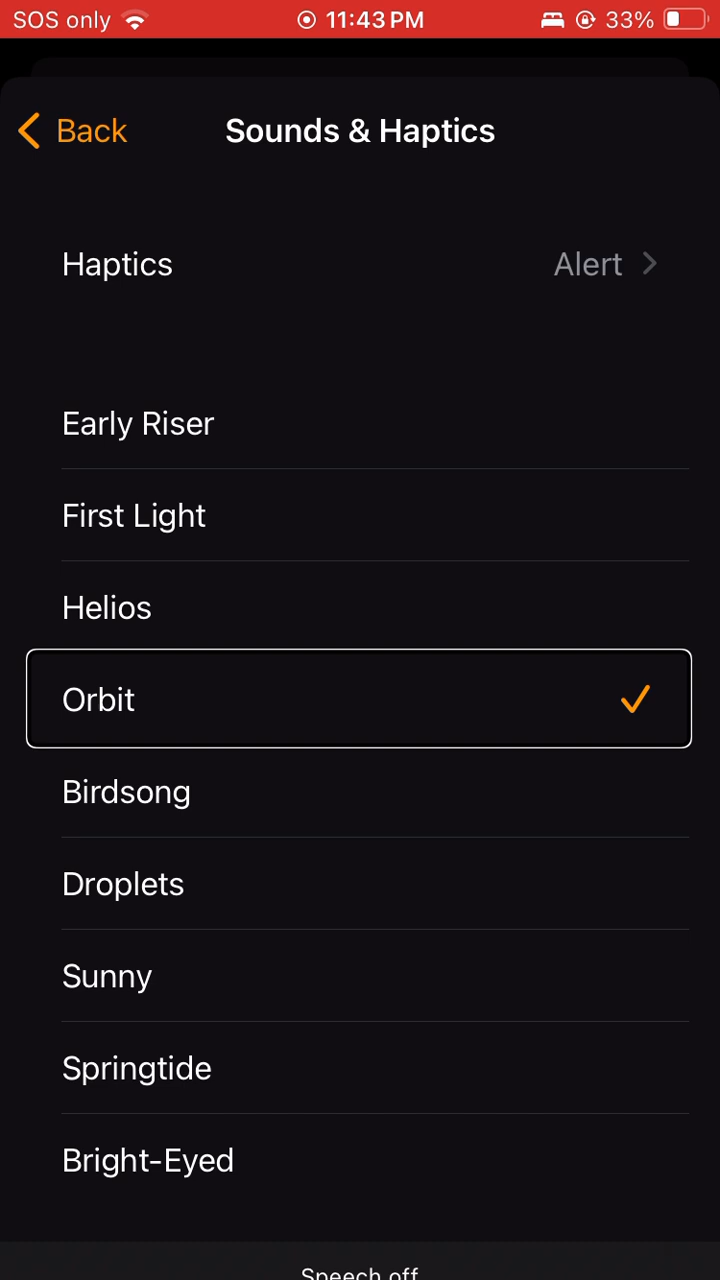 SOS only 11:43 PM 33%
Back Sounds & Haptics
Haptics Alert
Early Riser
First Light
Helios
Orbit
Birdsong
Droplets
Sunny
Springtide
Bright-Eyed
Speech off